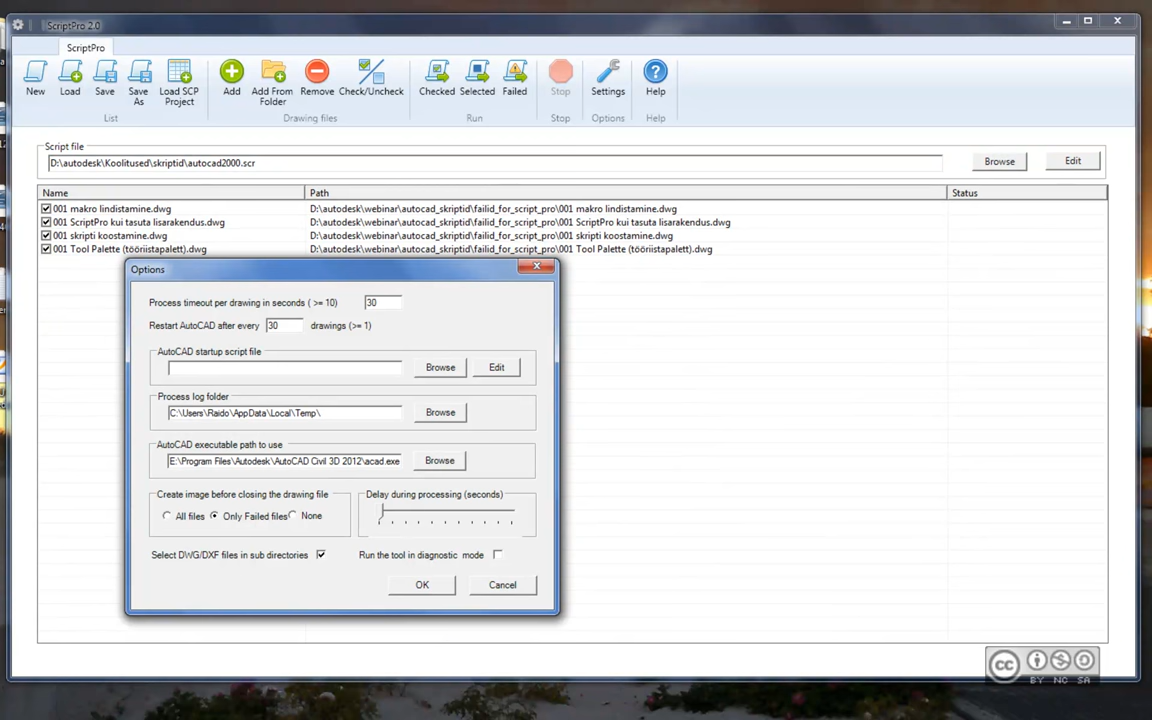 ScriptPro 2.0
ScriptPro
New
Load
Save
Save As
Load SCP Project
Add
Add From Folder
Remove
Check/Uncheck
Checked
Selected
Failed
Stop
Settings
Help
List
Drawing files
Run
Stop
Options
Help
Script file
D:\autodesk\Koolitused\skriptid\autocad2000.scr
Browse
Edit
Name Path Status
001 makro lindistamine.dwg D:\autodesk\webinar\autocad_skriptid\failid_for_script_pro\001 makro lindistamine.dwg
001 ScriptPro kui tasuta lisarakendus.dwg D:\autodesk\webinar\autocad_skriptid\failid_for_script_pro\001 ScriptPro kui tasuta lisarakendus.dwg
001 skripti koostamine.dwg D:\autodesk\webinar\autocad_skriptid\failid_for_script_pro\001 skripti koostamine.dwg
001 Tool Palette (tööriistapalett).dwg D:\autodesk\webinar\autocad_skriptid\failid_for_script_pro\001 Tool Palette (tööriistapalett).dwg
Options
Process timeout per drawing in seconds ( >= 10) 30
Restart AutoCAD after every 30 drawings (>= 1)
AutoCAD startup script file
Browse Edit
Process log folder
C:\Users\Raido\AppData\Local\Temp\ Browse
AutoCAD executable path to use
E:\Program Files\Autodesk\AutoCAD Civil 3D 2012\acad.exe Browse
Create image before closing the drawing file
All files Only Failed files None
Delay during processing (seconds)
Select DWG/DXF files in sub directories
Run the tool in diagnostic mode
OK Cancel
cc
BY NC SA